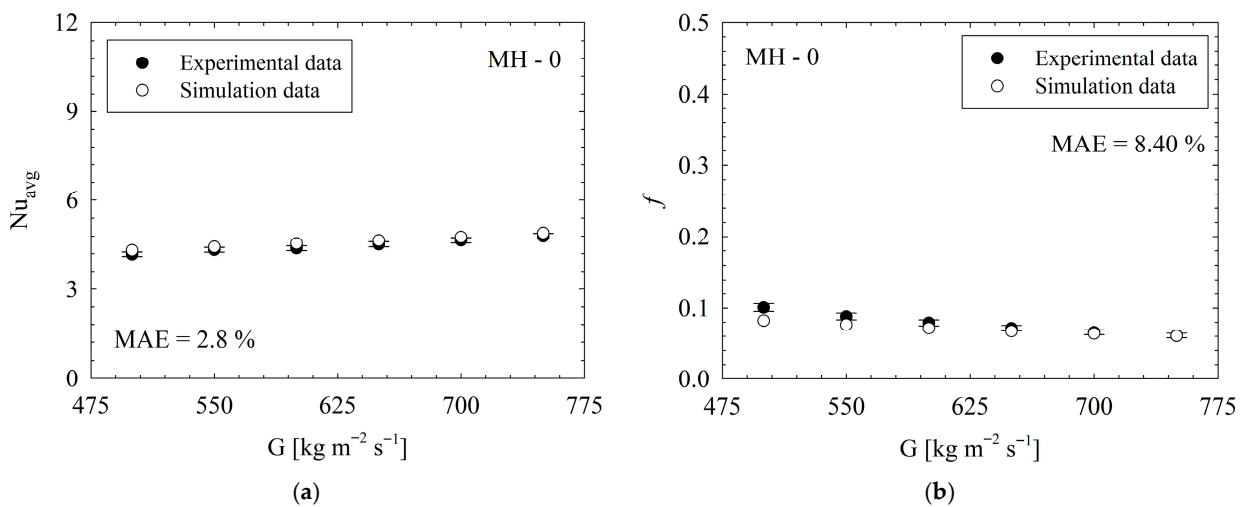 12
9
6
3
0
Nu_avg
Experimental data
Simulation data
MH - 0
MAE = 2.8 %
475 550 625 700 775
G [kg m⁻² s⁻¹]
(a)
0.5
0.4
0.3
0.2
0.1
0.0
f
MH - 0
Experimental data
Simulation data
MAE = 8.40 %
475 550 625 700 775
G [kg m⁻² s⁻¹]
(b)